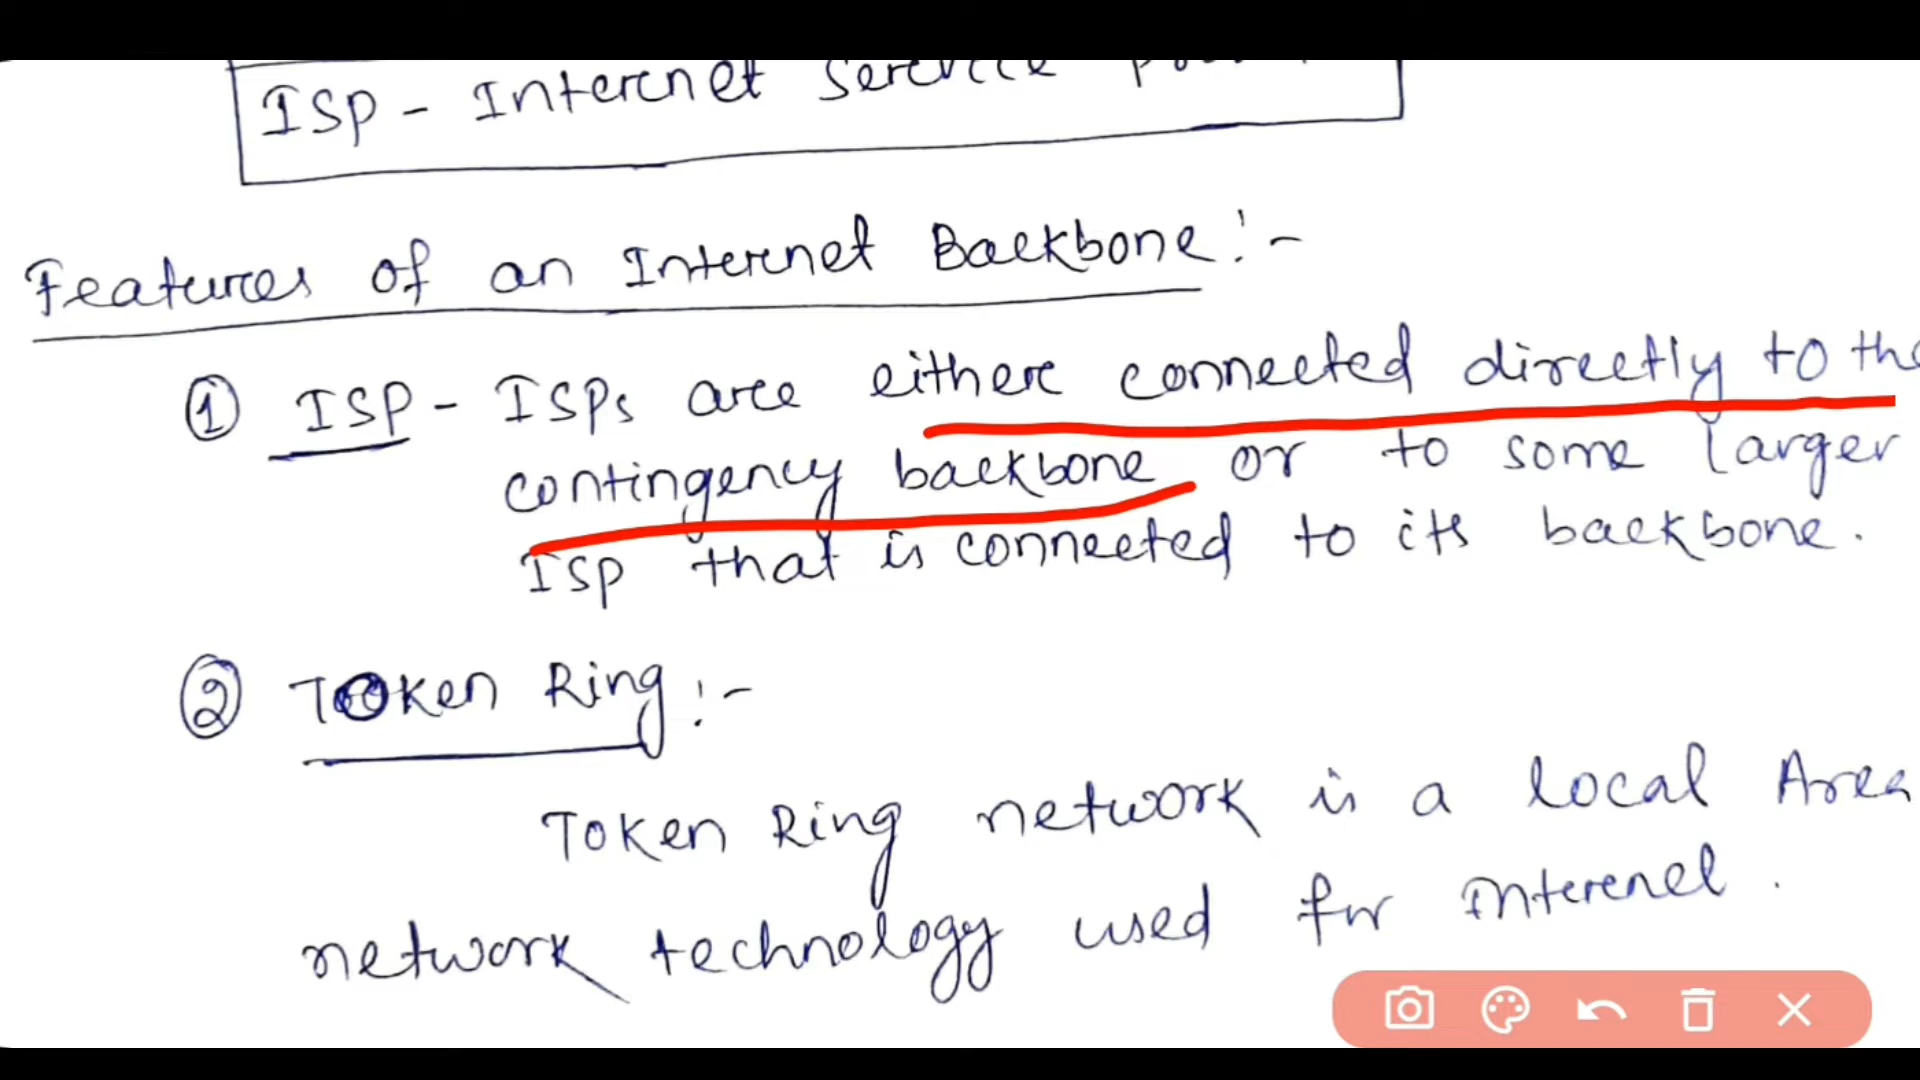 ISP - Internet Service
Features of an Internet Backbone :-
① ISP - ISPs are either connected directly to the
contingency backbone or to some larger
ISP that is connected to its backbone.
② Token Ring :-
Token Ring network is a local Area
network technology used for Interenel.